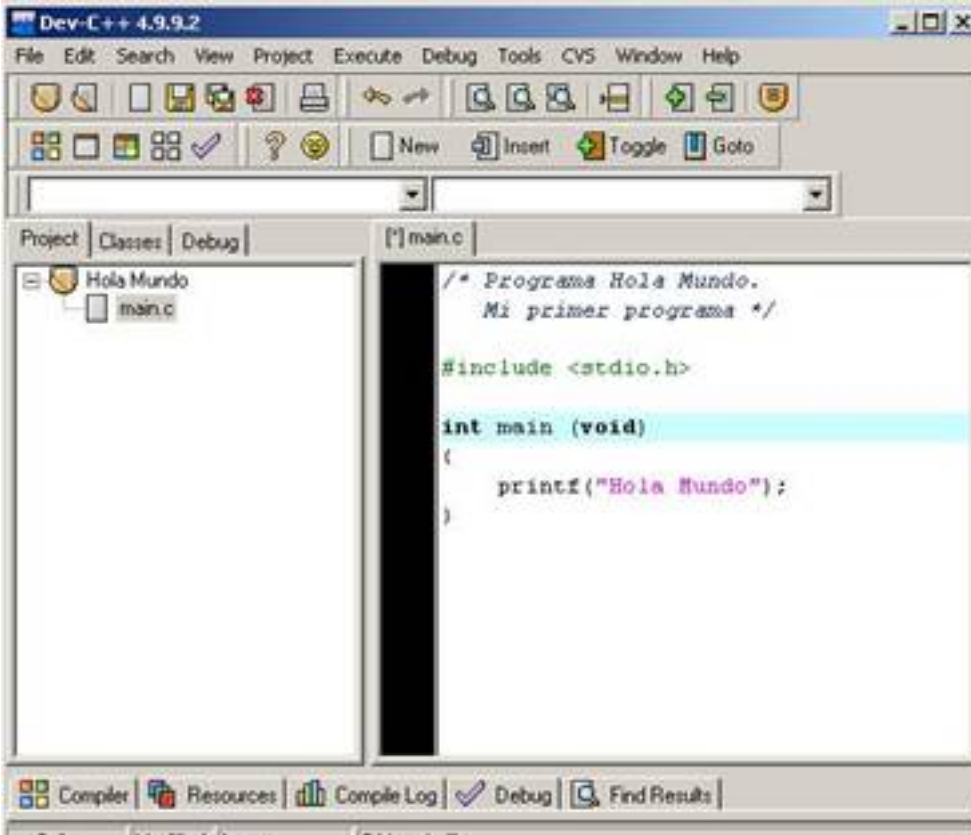 Dev-C++ 4.9.9.2
File Edit Search View Project Execute Debug Tools CVS Window Help
New Insert Toggle Goto
Project Classes Debug
[*] main.c
Hola Mundo
main.c
/* Programa Hola Mundo.
Mi primer programa */
#include <stdio.h>
int main (void)
{
printf("Hola Mundo");
}
Compiler Resources Compile Log Debug Find Results